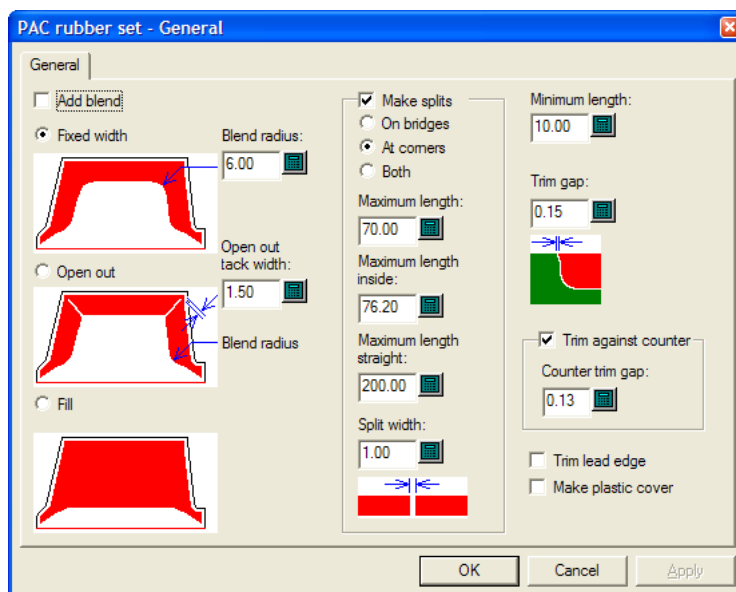 PAC rubber set - General
General
Add blend
Fixed width
Blend radius:
6.00
Open out
Open out
tack width:
1.50
Blend radius
Fill
Make splits
On bridges
At corners
Both
Maximum length:
70.00
Maximum length
inside:
76.20
Maximum length
straight:
200.00
Split width:
1.00
Minimum length:
10.00
Trim gap:
0.15
Trim against counter
Counter trim gap:
0.13
Trim lead edge
Make plastic cover
OK
Cancel
Apply